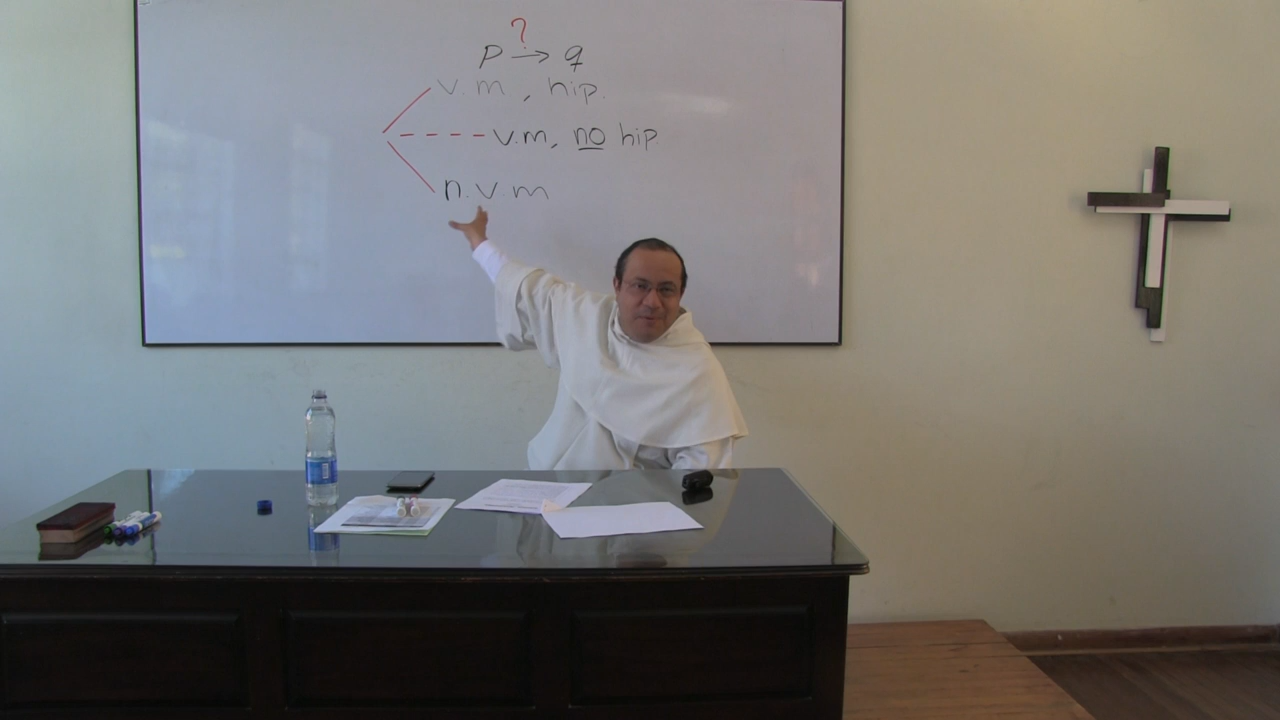 ?
p → q
v.m, hip.
v.m, no hip
n.v.m